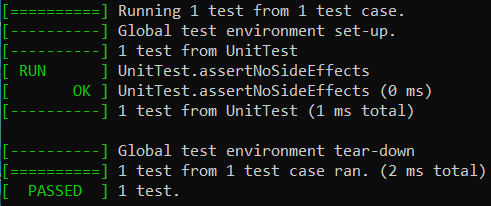 [==========] Running 1 test from 1 test case.
[----------] Global test environment set-up.
[----------] 1 test from UnitTest
[ RUN      ] UnitTest.assertNoSideEffects
[       OK ] UnitTest.assertNoSideEffects (0 ms)
[----------] 1 test from UnitTest (1 ms total)

[----------] Global test environment tear-down
[==========] 1 test from 1 test case ran. (2 ms total)
[  PASSED  ] 1 test.